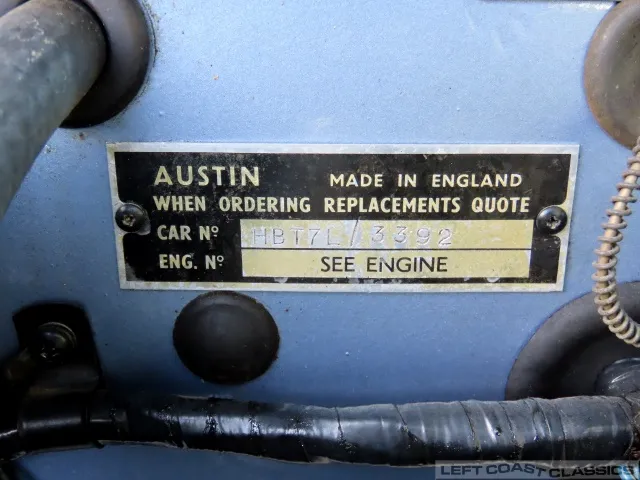 AUSTIN MADE IN ENGLAND
WHEN ORDERING REPLACEMENTS QUOTE
CAR Nº HBT7L/3392
ENG. Nº SEE ENGINE
LEFT COAST CLASSICS